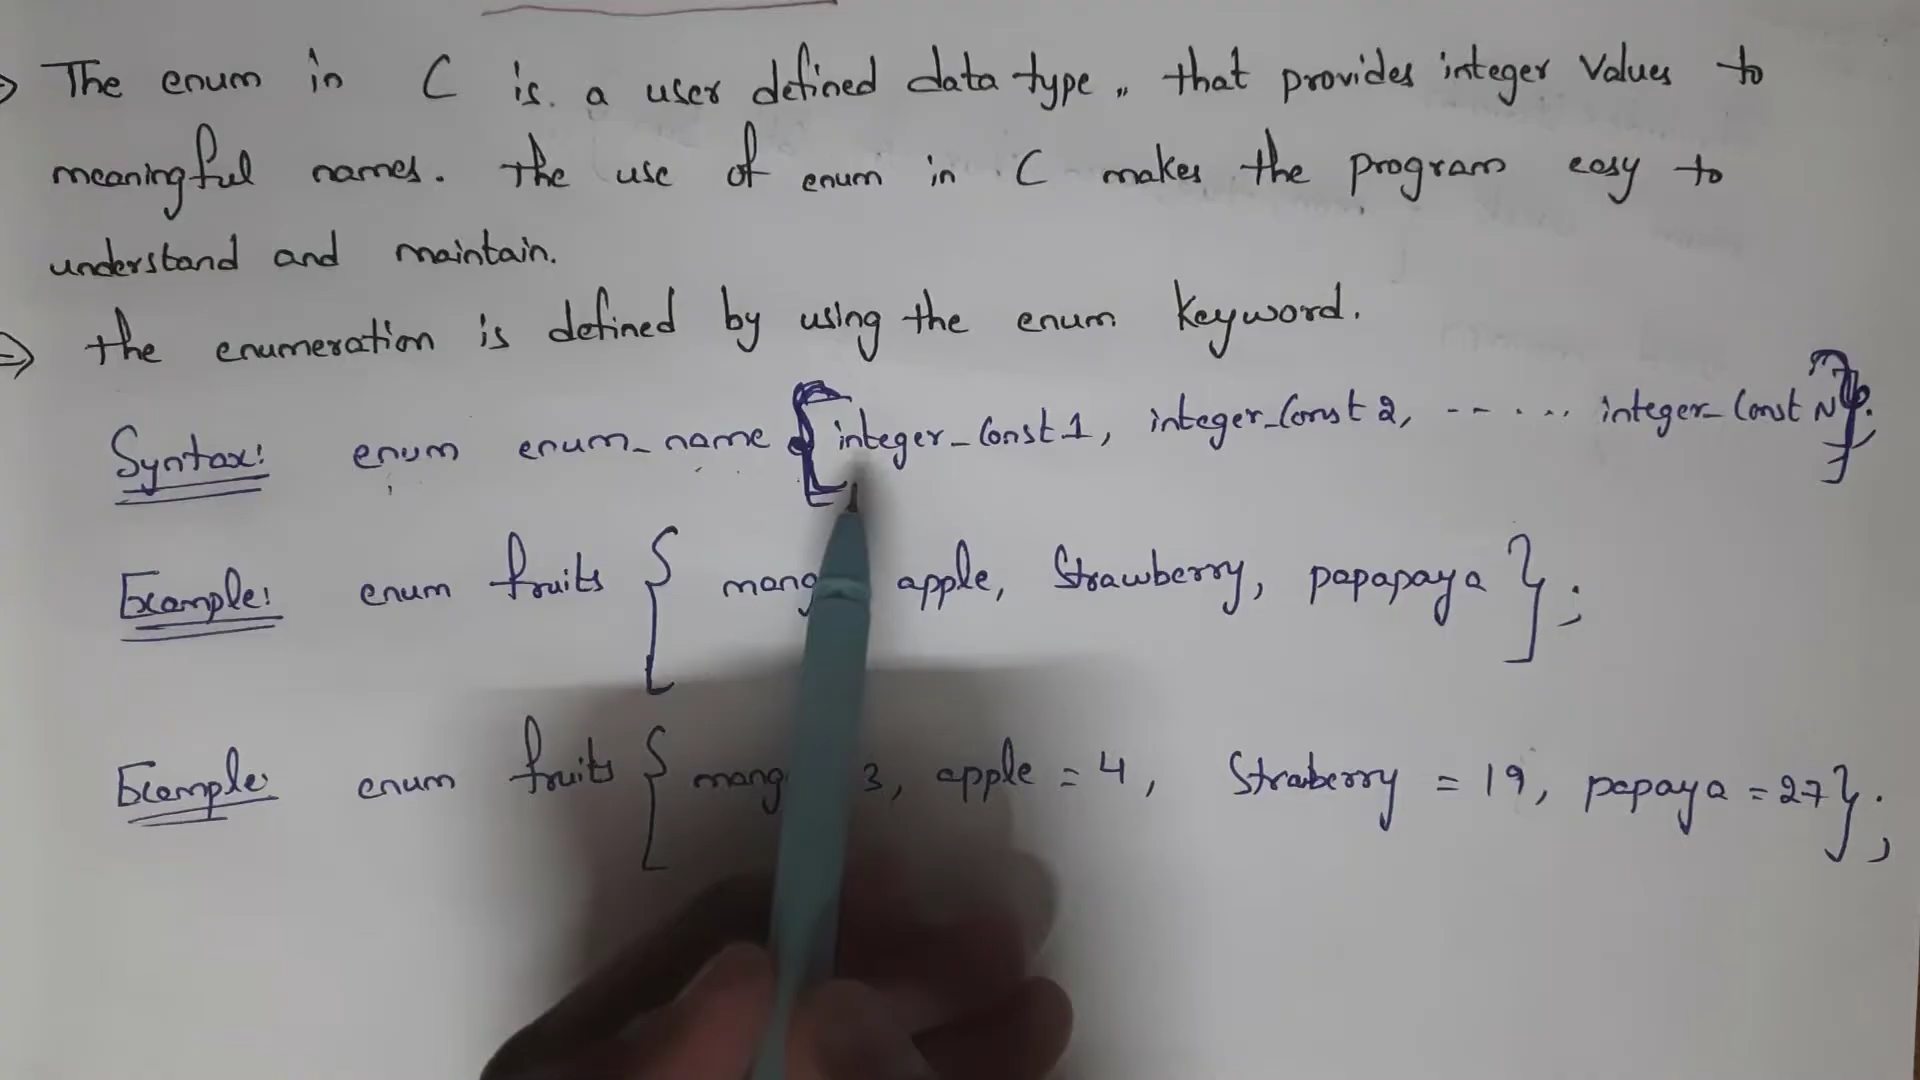 The enum in C is a user defined data type, that provides integer values to
meaningful names. The use of enum in C makes the program easy to
understand and maintain.
⇒ the enumeration is defined by using the enum keyword.
Syntax: enum enum_name { integer_const 1, integer_const 2, ------ integer_const N};
Example: enum fruits { mang apple, Strawberry, papapaya };
Example: enum fruits { mang 3, apple = 4, Straberry = 19, papaya = 27};